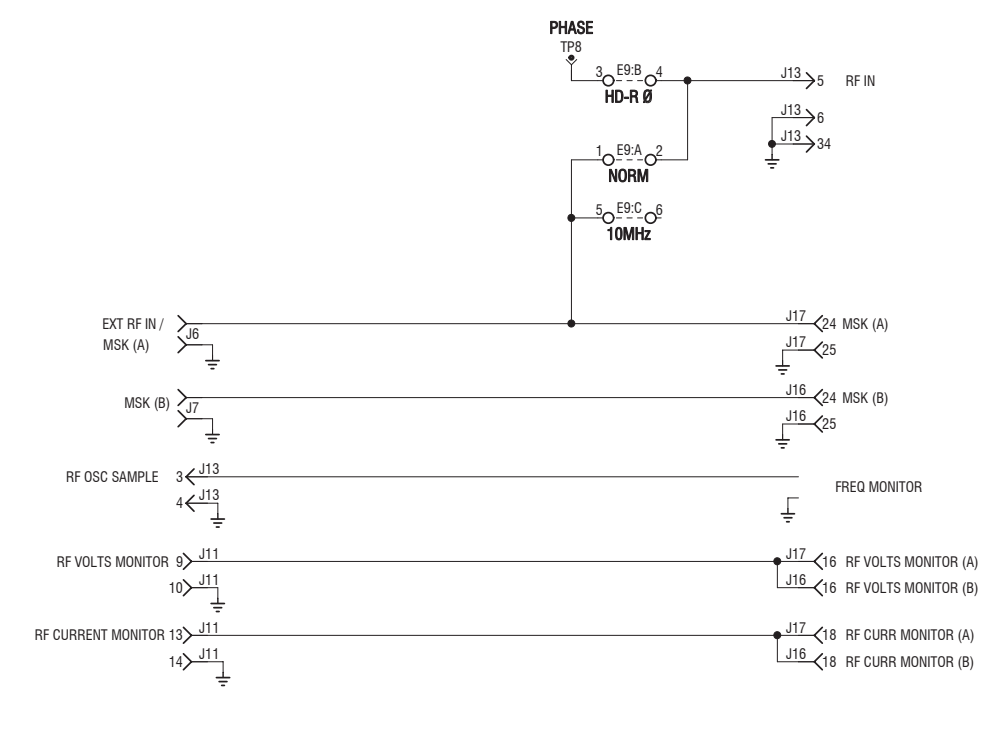 PHASE
TP8
3 E9:B 4
HD-R Ø
J13 5 RF IN
J13 6
J13 34
1 E9:A 2
NORM
5 E9:C 6
10MHz
EXT RF IN /
MSK (A)
J6
J17 24 MSK (A)
J17 25
MSK (B)
J7
J16 24 MSK (B)
J16 25
RF OSC SAMPLE 3 J13
4 J13
FREQ MONITOR
RF VOLTS MONITOR 9 J11
10 J11
J17 16 RF VOLTS MONITOR (A)
J16 16 RF VOLTS MONITOR (B)
RF CURRENT MONITOR 13 J11
14 J11
J17 18 RF CURR MONITOR (A)
J16 18 RF CURR MONITOR (B)